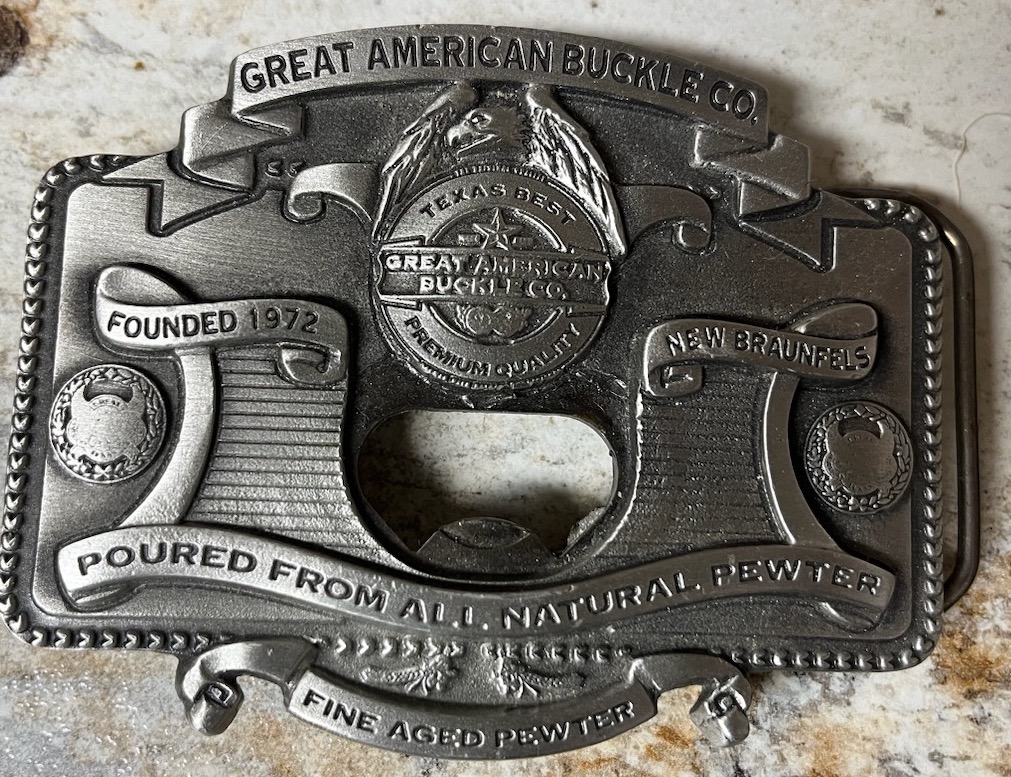 GREAT AMERICAN BUCKLE CO.
TEXAS BEST
GREAT AMERICAN
BUCKLE CO.
PREMIUM QUALITY
FOUNDED 1972
NEW BRAUNFELS
POURED FROM ALL NATURAL PEWTER
FINE AGED PEWTER